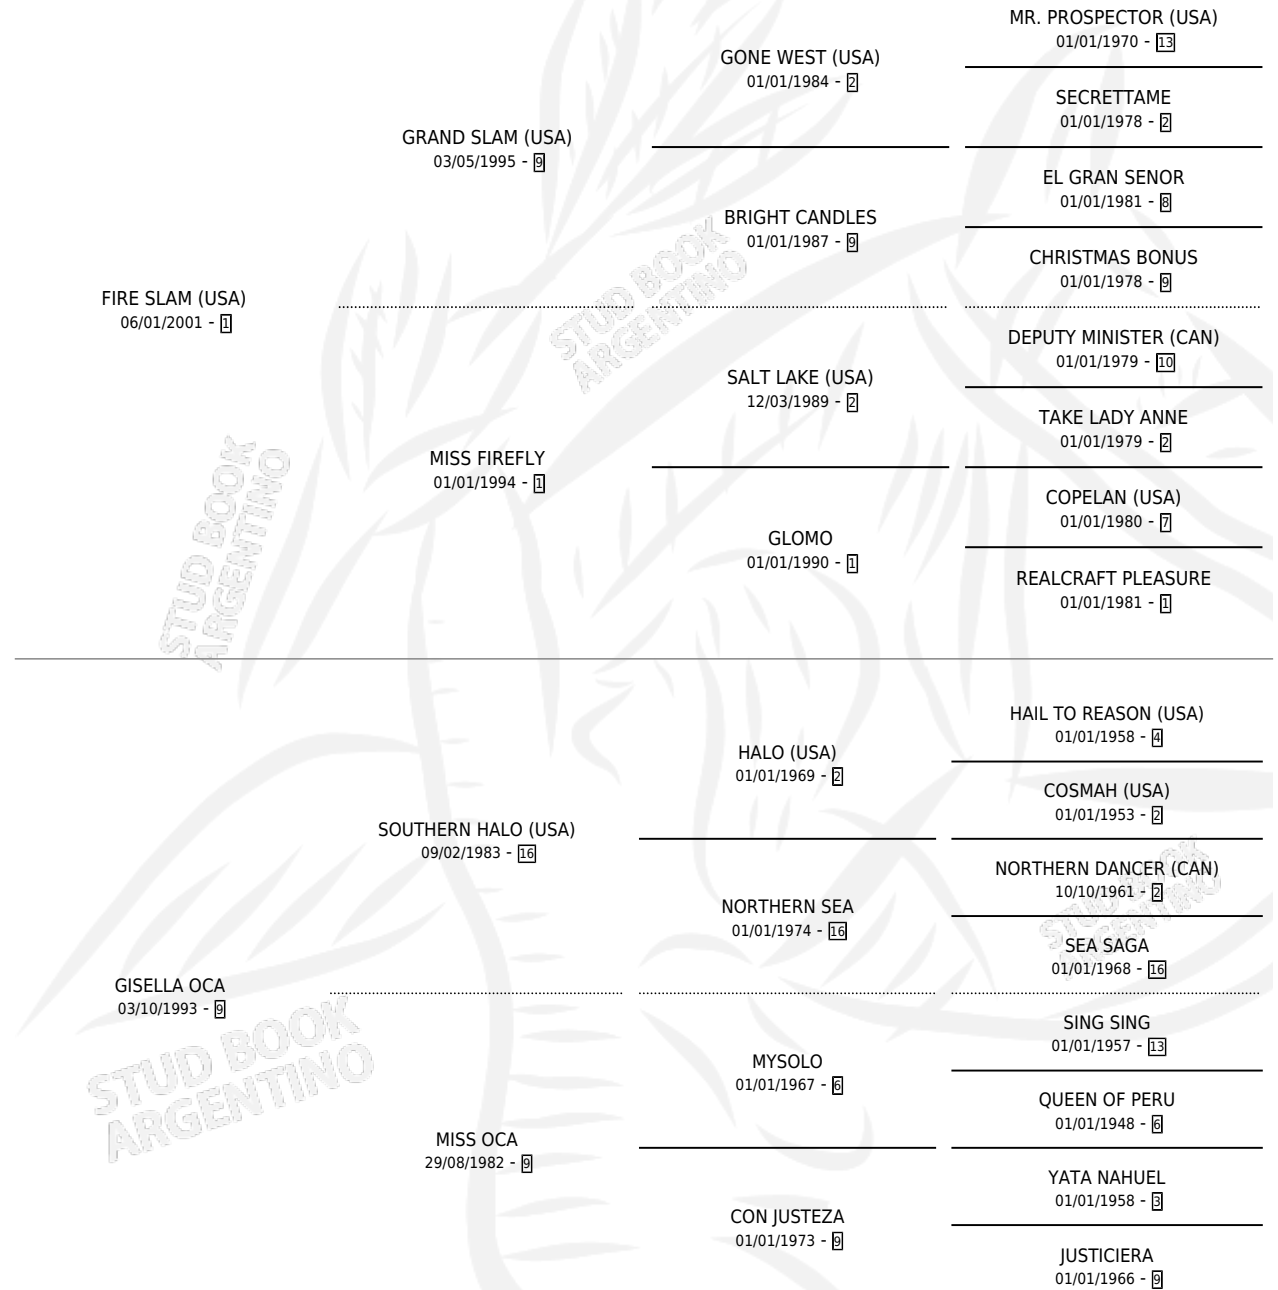 MR. PROSPECTOR (USA)
01/01/1970 - 13
GONE WEST (USA)
01/01/1984 - 2
SECRETTAME
01/01/1978 - 2
GRAND SLAM (USA)
03/05/1995 - 9
EL GRAN SENOR
01/01/1981 - 8
BRIGHT CANDLES
01/01/1987 - 9
CHRISTMAS BONUS
01/01/1978 - 9
FIRE SLAM (USA)
06/01/2001 - 1
STUD BOOK
ARGENTINO
DEPUTY MINISTER (CAN)
01/01/1979 - 10
SALT LAKE (USA)
12/03/1989 - 2
TAKE LADY ANNE
01/01/1979 - 2
MISS FIREFLY
01/01/1994 - 1
COPELAN (USA)
01/01/1980 - 7
GLOMO
01/01/1990 - 1
REALCRAFT PLEASURE
01/01/1981 - 1
STUD BOOK
ARGENTINO
HAIL TO REASON (USA)
01/01/1958 - 4
HALO (USA)
01/01/1969 - 2
COSMAH (USA)
01/01/1953 - 2
SOUTHERN HALO (USA)
09/02/1983 - 16
NORTHERN DANCER (CAN)
10/10/1961 - 2
NORTHERN SEA
01/01/1974 - 16
STUD BOOK
ARGENTINO
SEA SAGA
01/01/1968 - 16
GISELLA OCA
03/10/1993 - 9
SING SING
01/01/1957 - 13
MYSOLO
01/01/1967 - 6
QUEEN OF PERU
01/01/1948 - 6
STUD BOOK
ARGENTINO
MISS OCA
29/08/1982 - 9
YATA NAHUEL
01/01/1958 - 3
CON JUSTEZA
01/01/1973 - 9
JUSTICIERA
01/01/1966 - 9